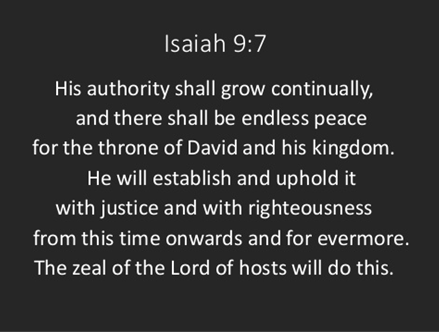 Isaiah 9:7
His authority shall grow continually,
and there shall be endless peace
for the throne of David and his kingdom.
He will establish and uphold it
with justice and with righteousness
from this time onwards and for evermore.
The zeal of the Lord of hosts will do this.